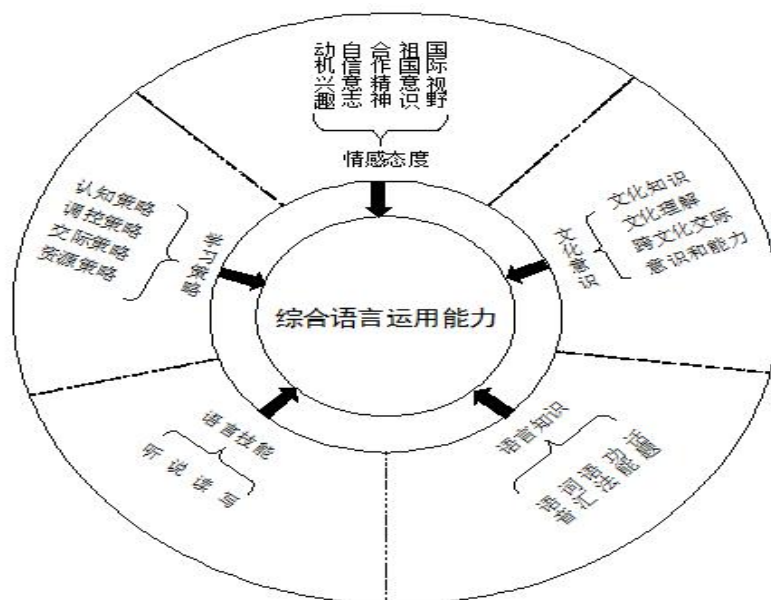 动机兴趣
自信意志
合作精神
祖国意识
国际视野
情感态度
认知策略
调控策略
交际策略
资源策略
学习策略
文化知识
文化理解
跨文化交际
意识和能力
文化意识
综合语言运用能力
语言技能
听 说 读 写
语言知识
语音
词汇
语法
功能
话题